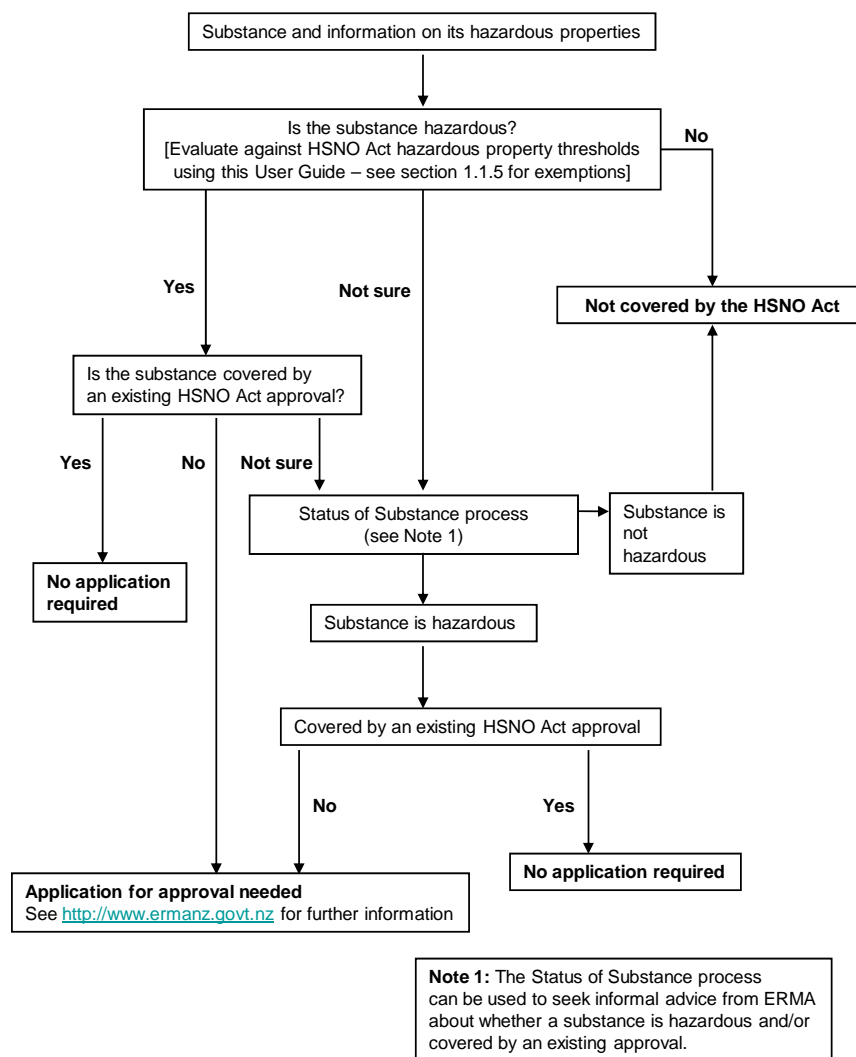 Substance and information on its hazardous properties
Is the substance hazardous?
[Evaluate against HSNO Act hazardous property thresholds
using this User Guide – see section 1.1.5 for exemptions]
No
Yes
Not sure
Not covered by the HSNO Act
Is the substance covered by
an existing HSNO Act approval?
Yes
No
Not sure
Status of Substance process
(see Note 1)
Substance is
not
hazardous
No application
required
Substance is hazardous
Covered by an existing HSNO Act approval
No
Yes
No application required
Application for approval needed
See http://www.ermanz.govt.nz for further information
Note 1: The Status of Substance process
can be used to seek informal advice from ERMA
about whether a substance is hazardous and/or
covered by an existing approval.